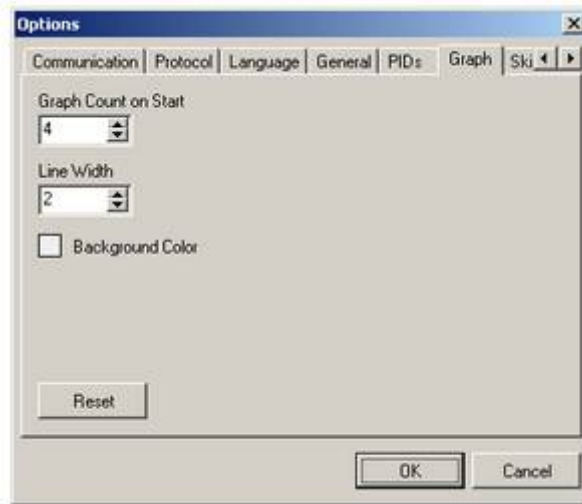 Options
Communication Protocol Language General PIDs Graph Ski
Graph Count on Start
4
Line Width
2
Background Color
Reset
OK Cancel